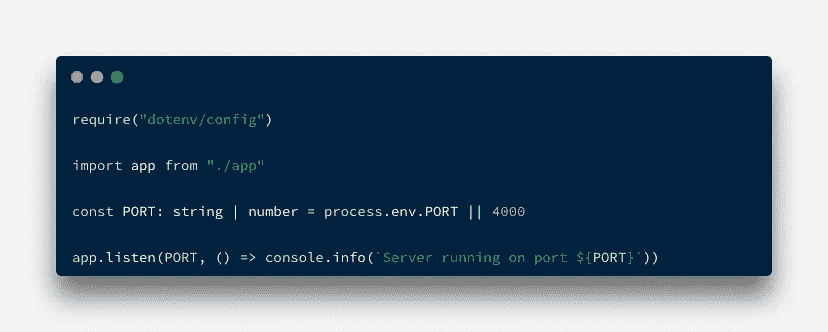 require("dotenv/config")
import app from "./app"
const PORT: string | number = process.env.PORT || 4000
app.listen(PORT, () => console.info(`Server running on port ${PORT}`))